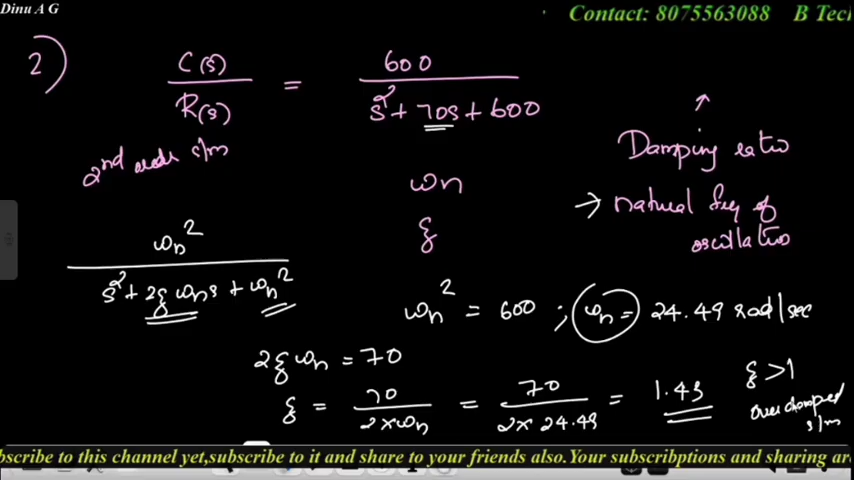 Dinu A G
Contact: 8075563088 B Tech
2)
C(s) / R(s) = 600 / s² + 70s + 600
2nd order s/m
Damping ratio
ωn
→ natural freq of
oscillation
ξ
ωn² / s² + 2ξωns + ωn²
ωn² = 600 ; ωn = 24.49 rad/sec
2ξωn = 70
ξ = 70 / 2×ωn = 70 / 2×24.49 = 1.43
ξ > 1
overdamped
s/m
bscribe to this channel yet,subscribe to it and share to your friends also.Your subscribptions and sharing are